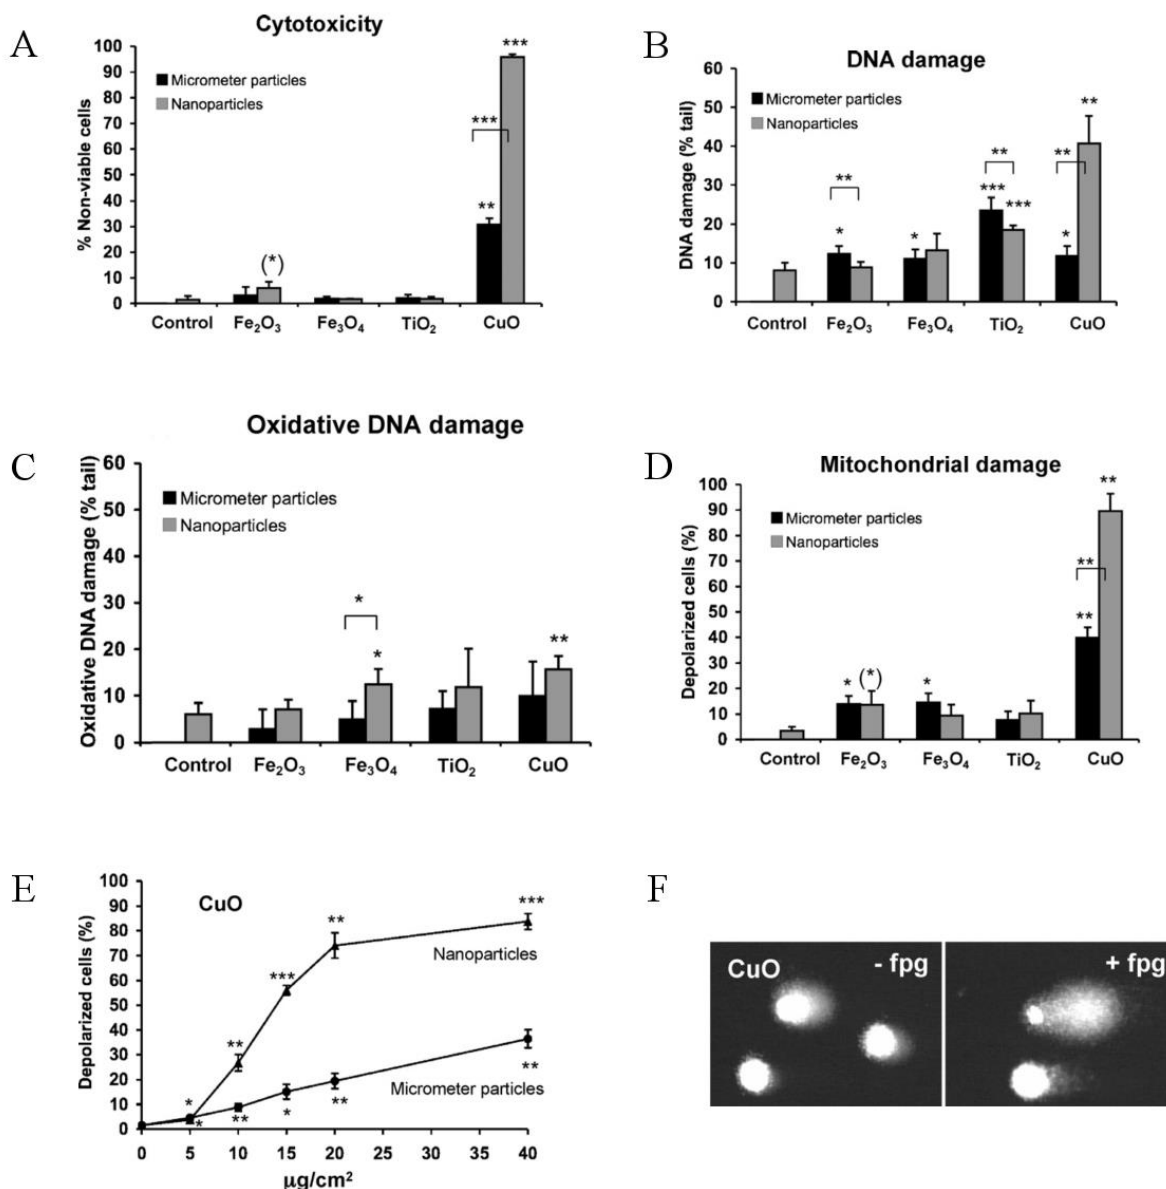 A
Cytotoxicity
% Non-viable cells
100
90
80
70
60
50
40
30
20
10
0
Micrometer particles
Nanoparticles
(*)
**
***
***
Control Fe₂O₃ Fe₃O₄ TiO₂ CuO
B
DNA damage
DNA damage (% tail)
60
50
40
30
20
10
0
Micrometer particles
Nanoparticles
*
**
*
***
**
***
*
**
**
Control Fe₂O₃ Fe₃O₄ TiO₂ CuO
C
Oxidative DNA damage
Oxidative DNA damage (% tail)
60
50
40
30
20
10
0
Micrometer particles
Nanoparticles
*
*
**
Control Fe₂O₃ Fe₃O₄ TiO₂ CuO
D
Mitochondrial damage
Depolarized cells (%)
100
90
80
70
60
50
40
30
20
10
0
Micrometer particles
Nanoparticles
*
(*)
*
**
**
**
Control Fe₂O₃ Fe₃O₄ TiO₂ CuO
E
CuO
Depolarized cells (%)
100
90
80
70
60
50
40
30
20
10
0
*
**
***
**
***
Nanoparticles
*
**
*
**
**
Micrometer particles
0 5 10 15 20 25 30 35 40
µg/cm²
F
CuO - fpg
+ fpg